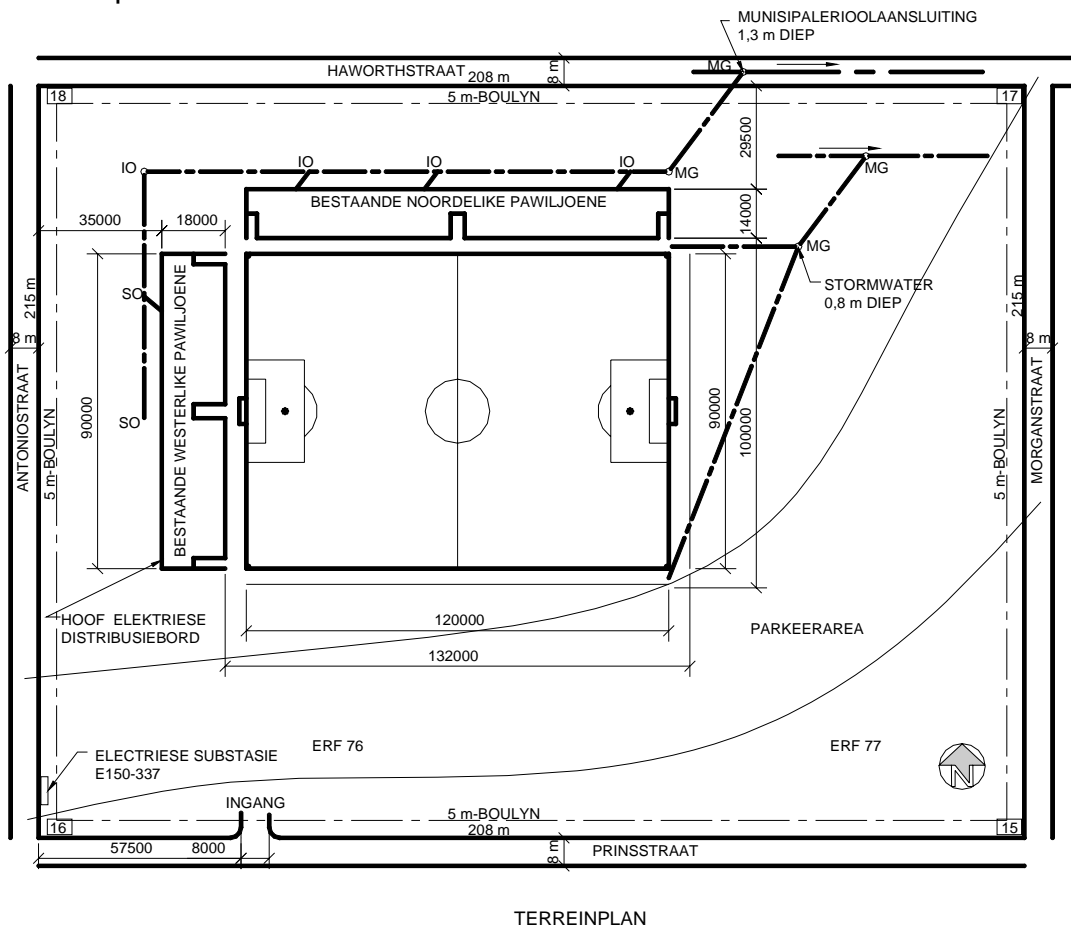 MUNISIPALERIOOLAANSLUITING
1,3 m DIEP
HAWORTHSTRAAT
208 m
8 m
MG
18
5 m-BOULYN
17
IO
IO
IO
IO
MG
29500
MG
BESTAANDE NOORDELIKE PAWILJOENE
14000
35000
18000
MG
STORMWATER
0,8 m DIEP
SO
SO
215 m
8 m
ANTONIOSTRAAT
5 m-BOULYN
90000
BESTAANDE WESTERLIKE PAWILJOENE
90000
100000
215 m
8 m
5 m-BOULYN
MORGANSTRAAT
HOOF ELEKTRIESE
DISTRIBUSIEBORD
120000
132000
PARKEERAREA
ERF 76
ERF 77
ELECTRIESE SUBSTASIE
E150-337
N
INGANG
16
5 m-BOULYN
208 m
15
57500
8000
8 m
PRINSSTRAAT
TERREINPLAN